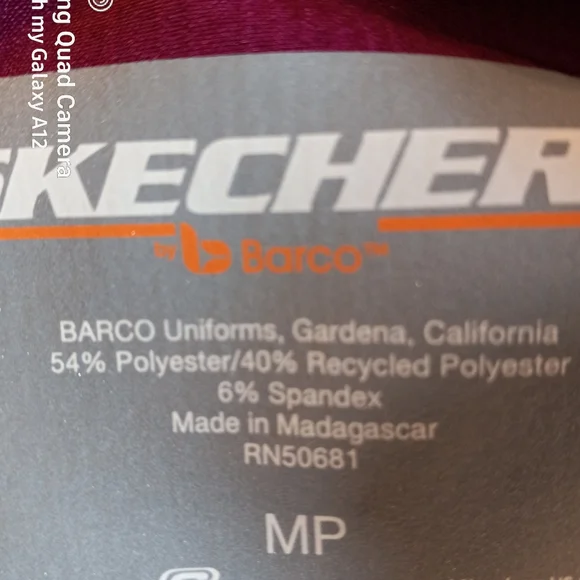 SKECHER
by b Barco™
BARCO Uniforms, Gardena, California
54% Polyester/40% Recycled Polyester
6% Spandex
Made in Madagascar
RN50681
MP
ng Quad Camera
h my Galaxy A12